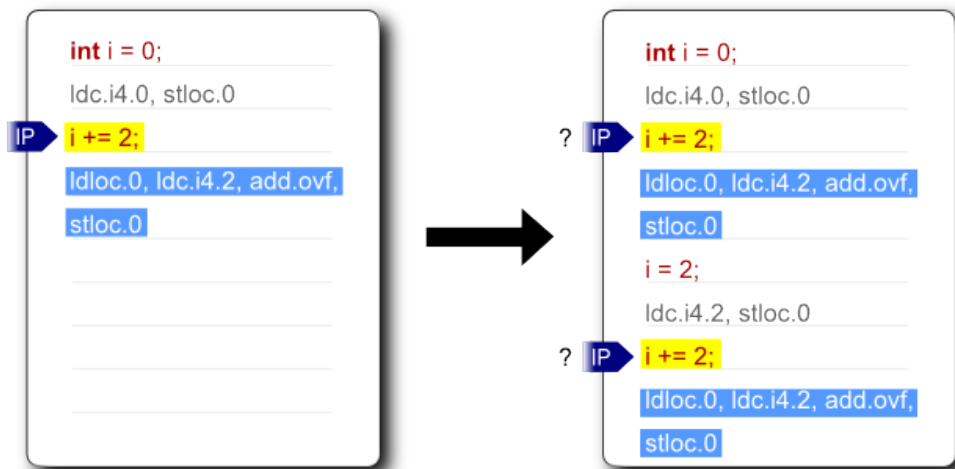 int i = 0;
ldc.i4.0, stloc.0
IP i += 2;
ldloc.0, ldc.i4.2, add.ovf,
stloc.0
int i = 0;
ldc.i4.0, stloc.0
? IP i += 2;
ldloc.0, ldc.i4.2, add.ovf,
stloc.0
i = 2;
ldc.i4.2, stloc.0
? IP i += 2;
ldloc.0, ldc.i4.2, add.ovf,
stloc.0